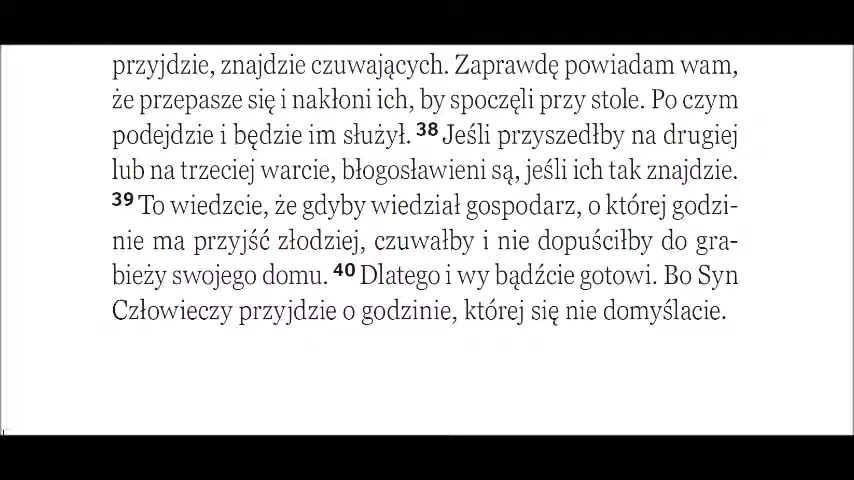 przyjdzie, znajdzie czuwających. Zaprawdę powiadam wam,
że przepasze się i nakłoni ich, by spoczęli przy stole. Po czym
podejdzie i będzie im służył. 38 Jeśli przyszedłby na drugiej
lub na trzeciej warcie, błogosławieni są, jeśli ich tak znajdzie.
39 To wiedzcie, że gdyby wiedział gospodarz, o której godzi-
nie ma przyjść złodziej, czuwałby i nie dopuściłby do gra-
bieży swojego domu. 40 Dlatego i wy bądźcie gotowi. Bo Syn
Człowieczy przyjdzie o godzinie, której się nie domyślacie.